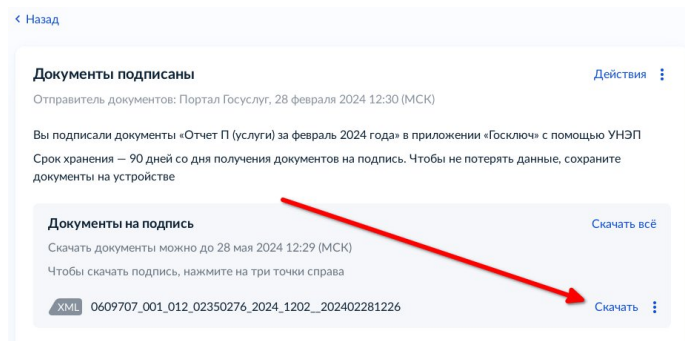 Назад
Документы подписаны
Действия
Отправитель документов: Портал Госуслуг, 28 февраля 2024 12:30 (МСК)
Вы подписали документы «Отчет П (услуги) за февраль 2024 года» в приложении «Госключ» с помощью УНЭП
Срок хранения — 90 дней со дня получения документов на подпись. Чтобы не потерять данные, сохраните
документы на устройстве
Документы на подпись
Скачать всё
Скачать документы можно до 28 мая 2024 12:29 (МСК)
Чтобы скачать подпись, нажмите на три точки справа
XML 0609707_001_012_02350276_2024_1202__202402281226
Скачать